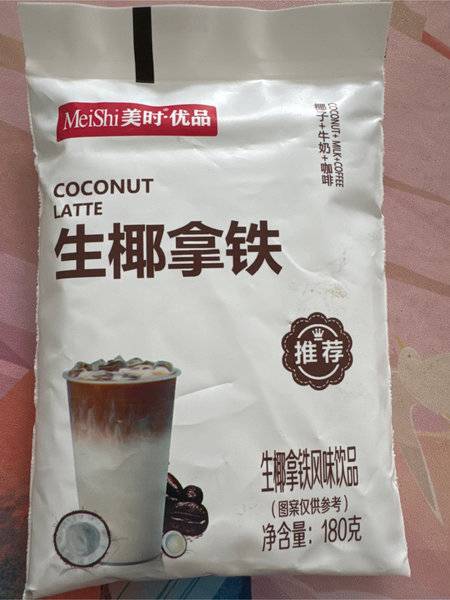 MeiShi美时·优品
COCONUT+ MILK+COFFEE
椰子+牛奶+咖啡
COCONUT
LATTE
生椰拿铁
推荐
生椰拿铁风味饮品
(图案仅供参考)
净含量: 180克